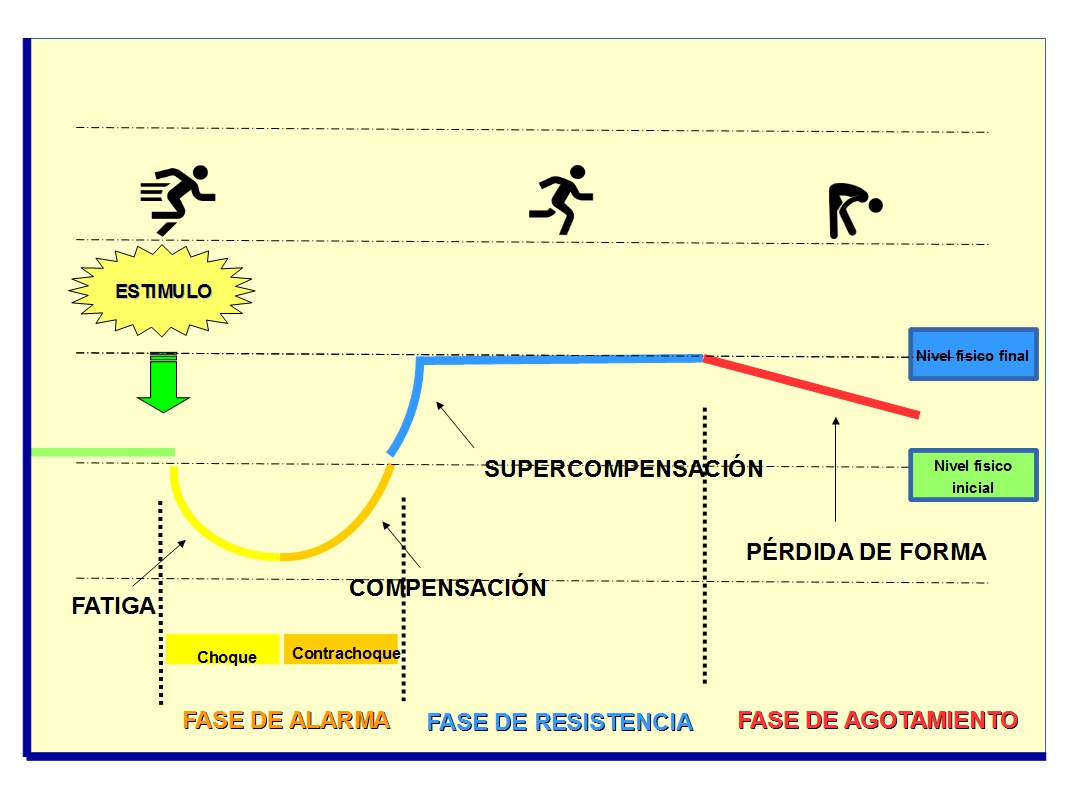 ESTIMULO
Nivel físico final
SUPERCOMPENSACIÓN
Nivel físico
inicial
PÉRDIDA DE FORMA
COMPENSACIÓN
FATIGA
Choque
Contrachoque
FASE DE ALARMA
FASE DE RESISTENCIA
FASE DE AGOTAMIENTO